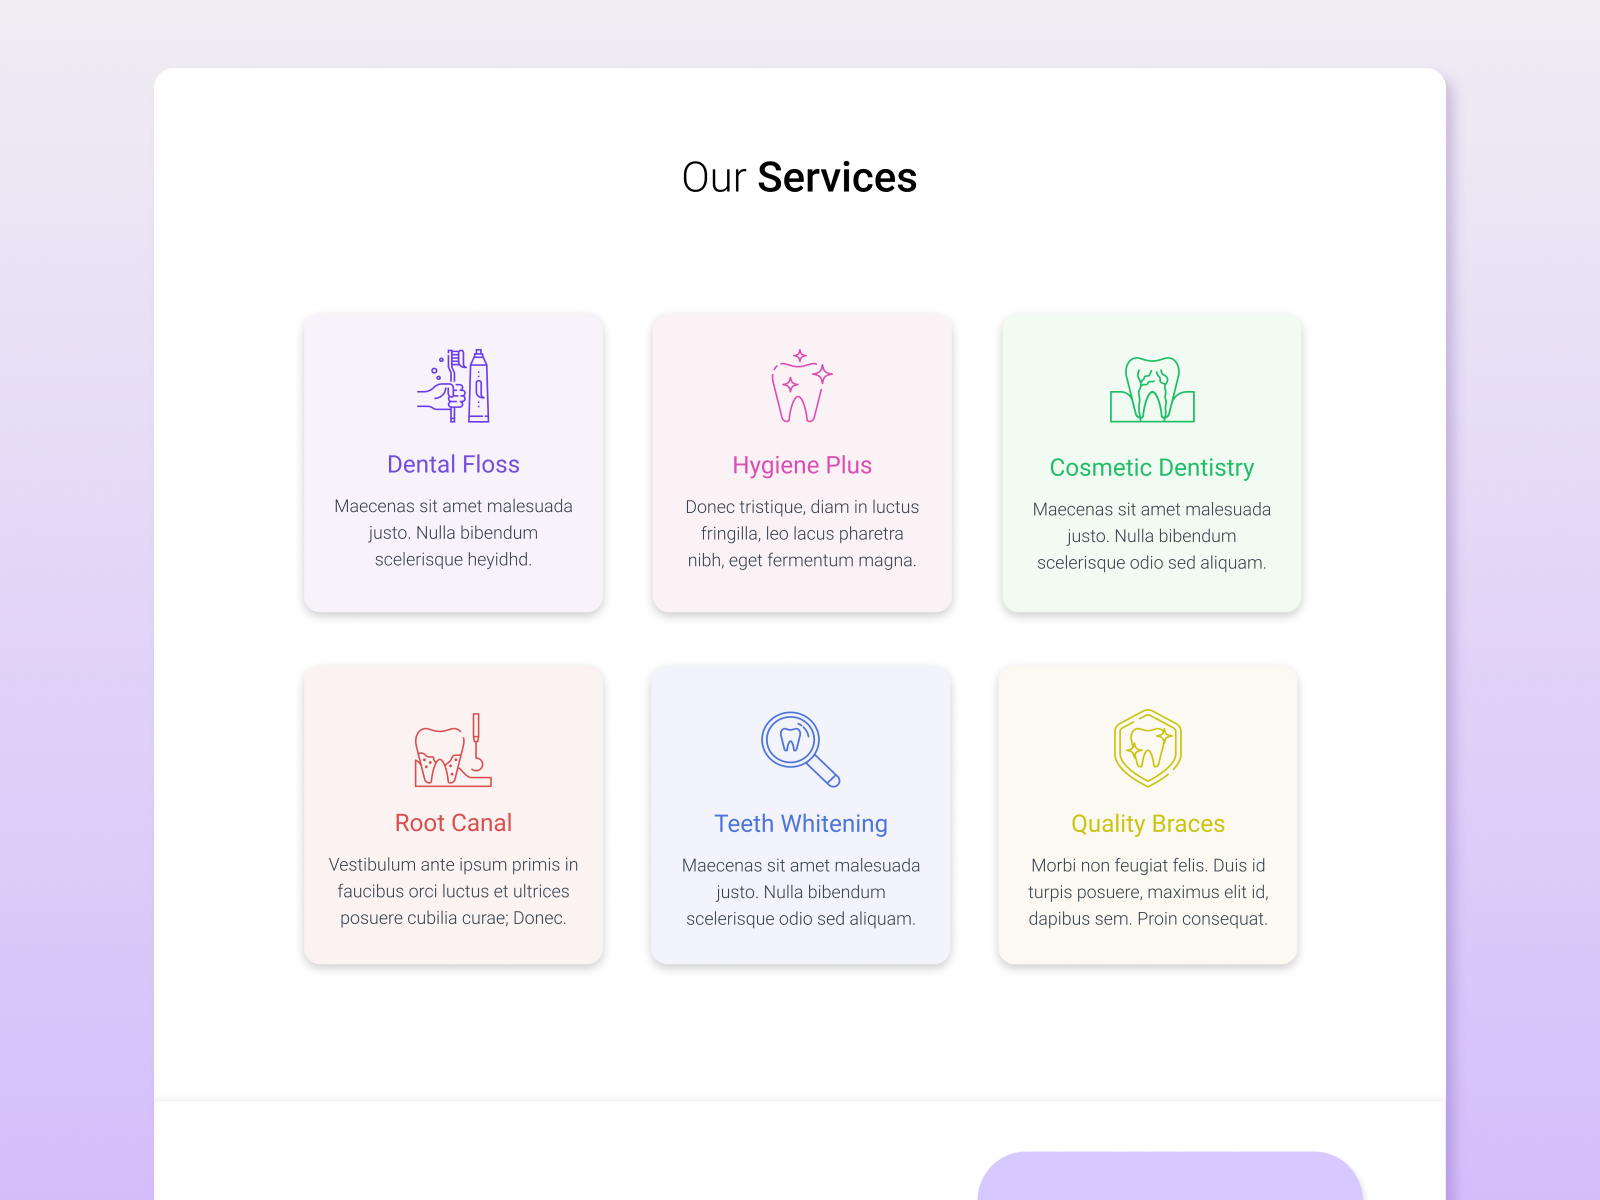 Our Services
Dental Floss
Maecenas sit amet malesuada
justo. Nulla bibendum
scelerisque heyidhd.
Hygiene Plus
Donec tristique, diam in luctus
fringilla, leo lacus pharetra
nibh, eget fermentum magna.
Cosmetic Dentistry
Maecenas sit amet malesuada
justo. Nulla bibendum
scelerisque odio sed aliquam.
Root Canal
Vestibulum ante ipsum primis in
faucibus orci luctus et ultrices
posuere cubilia curae; Donec.
Teeth Whitening
Maecenas sit amet malesuada
justo. Nulla bibendum
scelerisque odio sed aliquam.
Quality Braces
Morbi non feugiat felis. Duis id
turpis posuere, maximus elit id,
dapibus sem. Proin consequat.